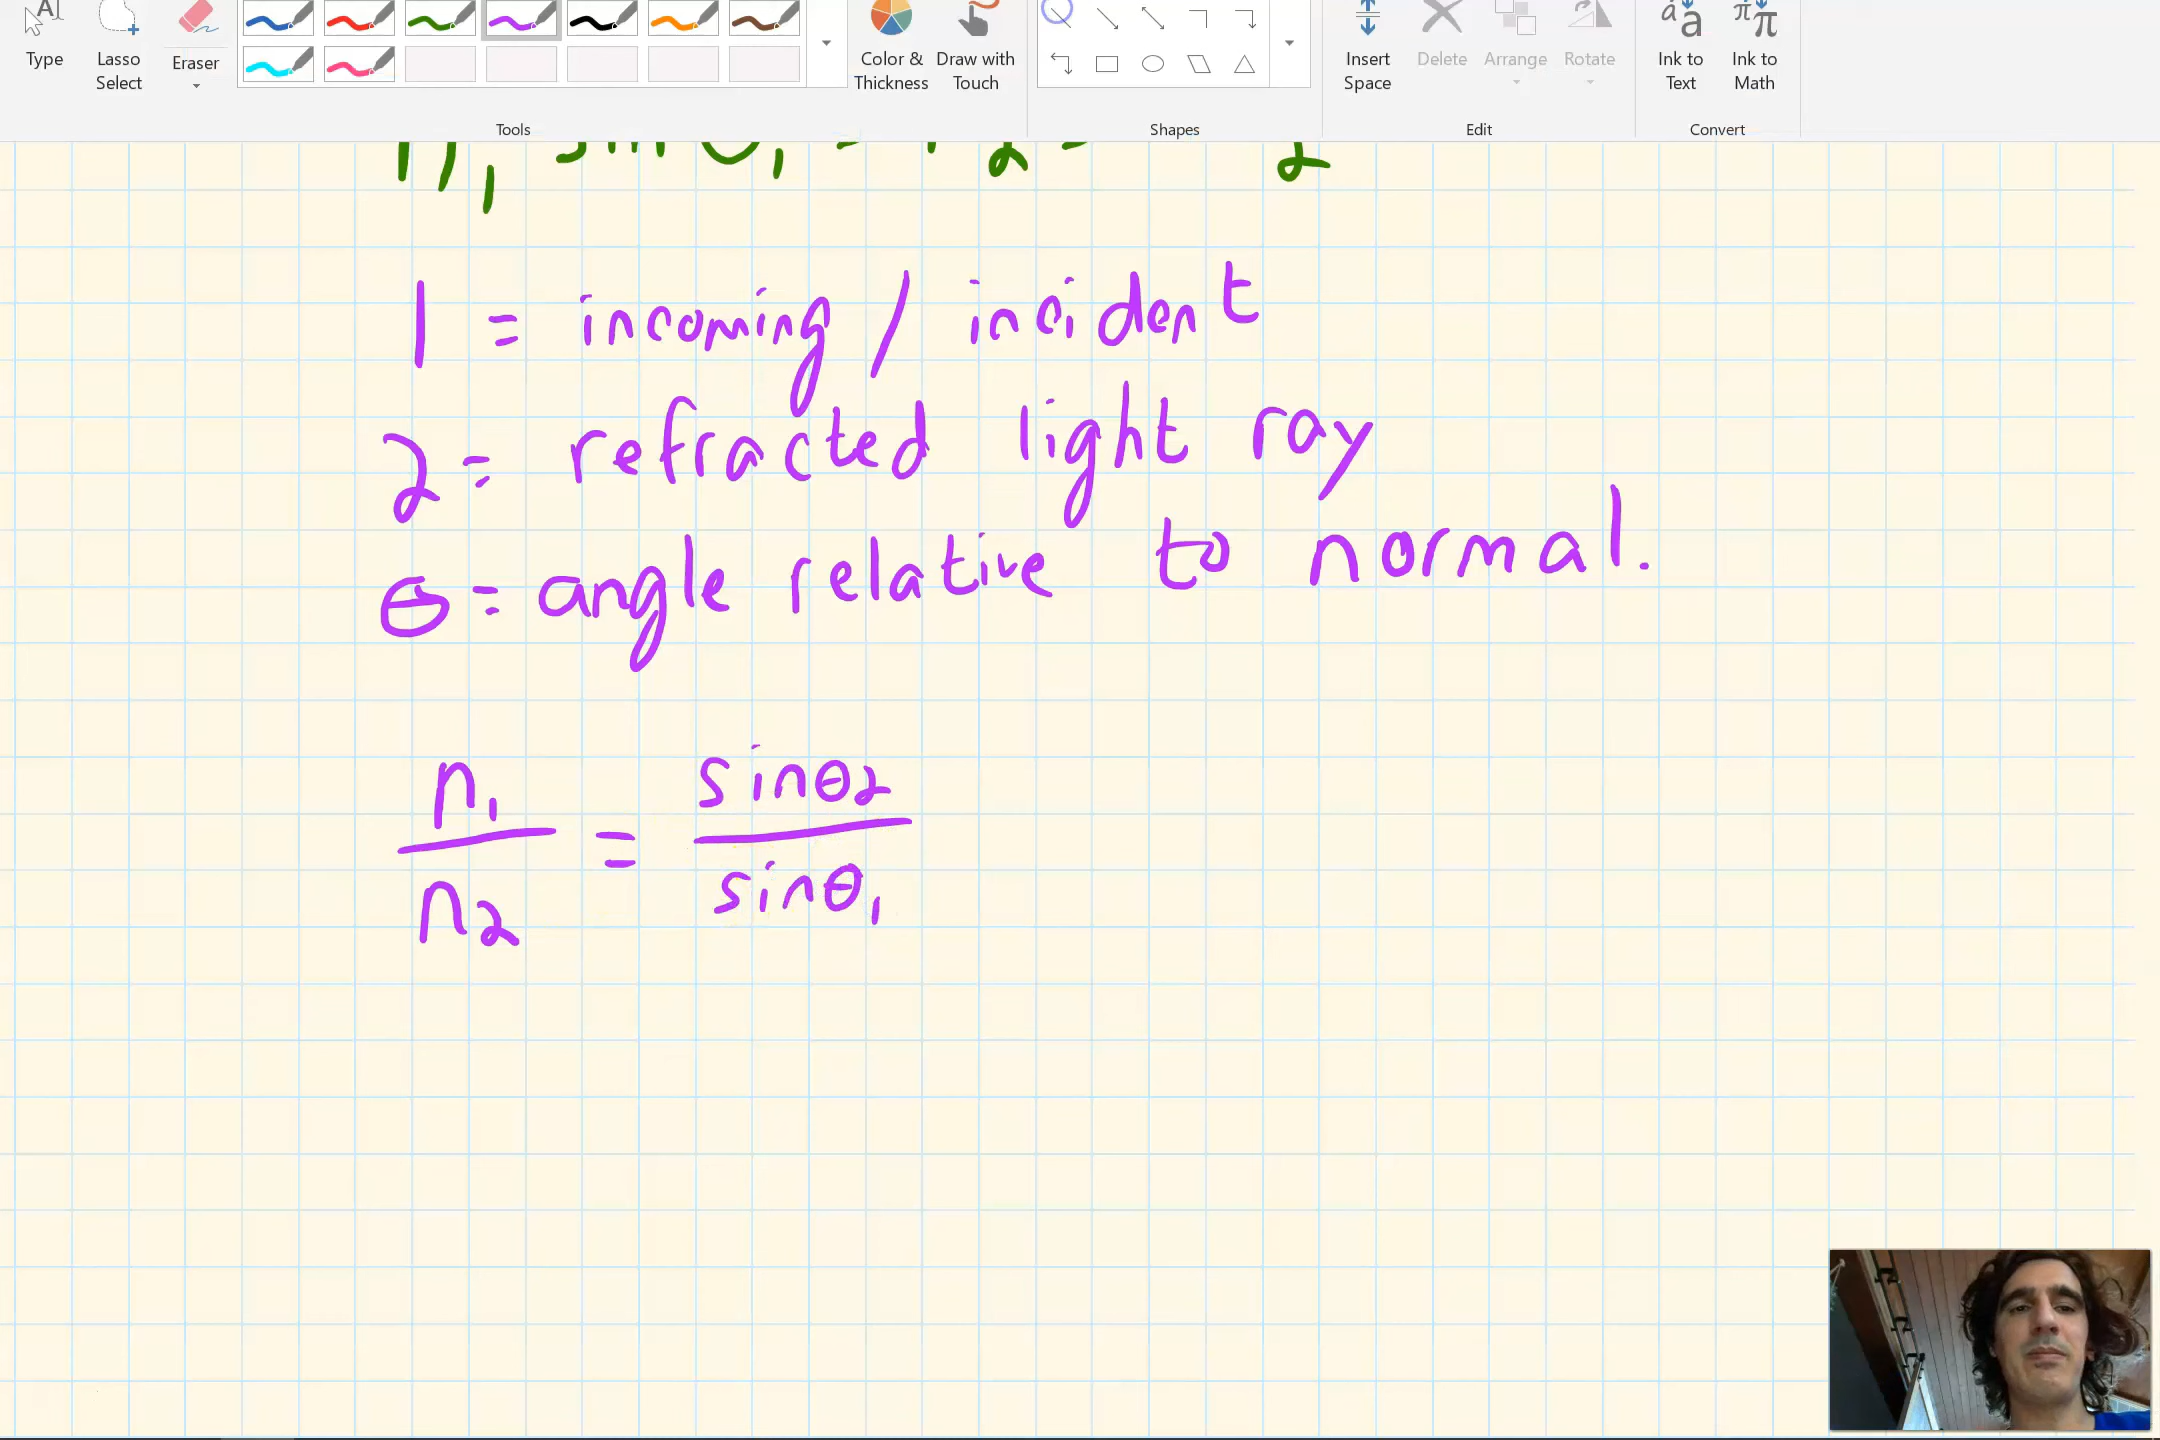 Type
Lasso Select
Eraser
Color & Thickness
Draw with Touch
Insert Space
Delete
Arrange
Rotate
Ink to Text
Ink to Math
Tools
Shapes
Edit
Convert
1 = incoming / incident
2 = refracted light ray
θ = angle relative to normal.
n₁/n₂ = sinθ₂/sinθ₁